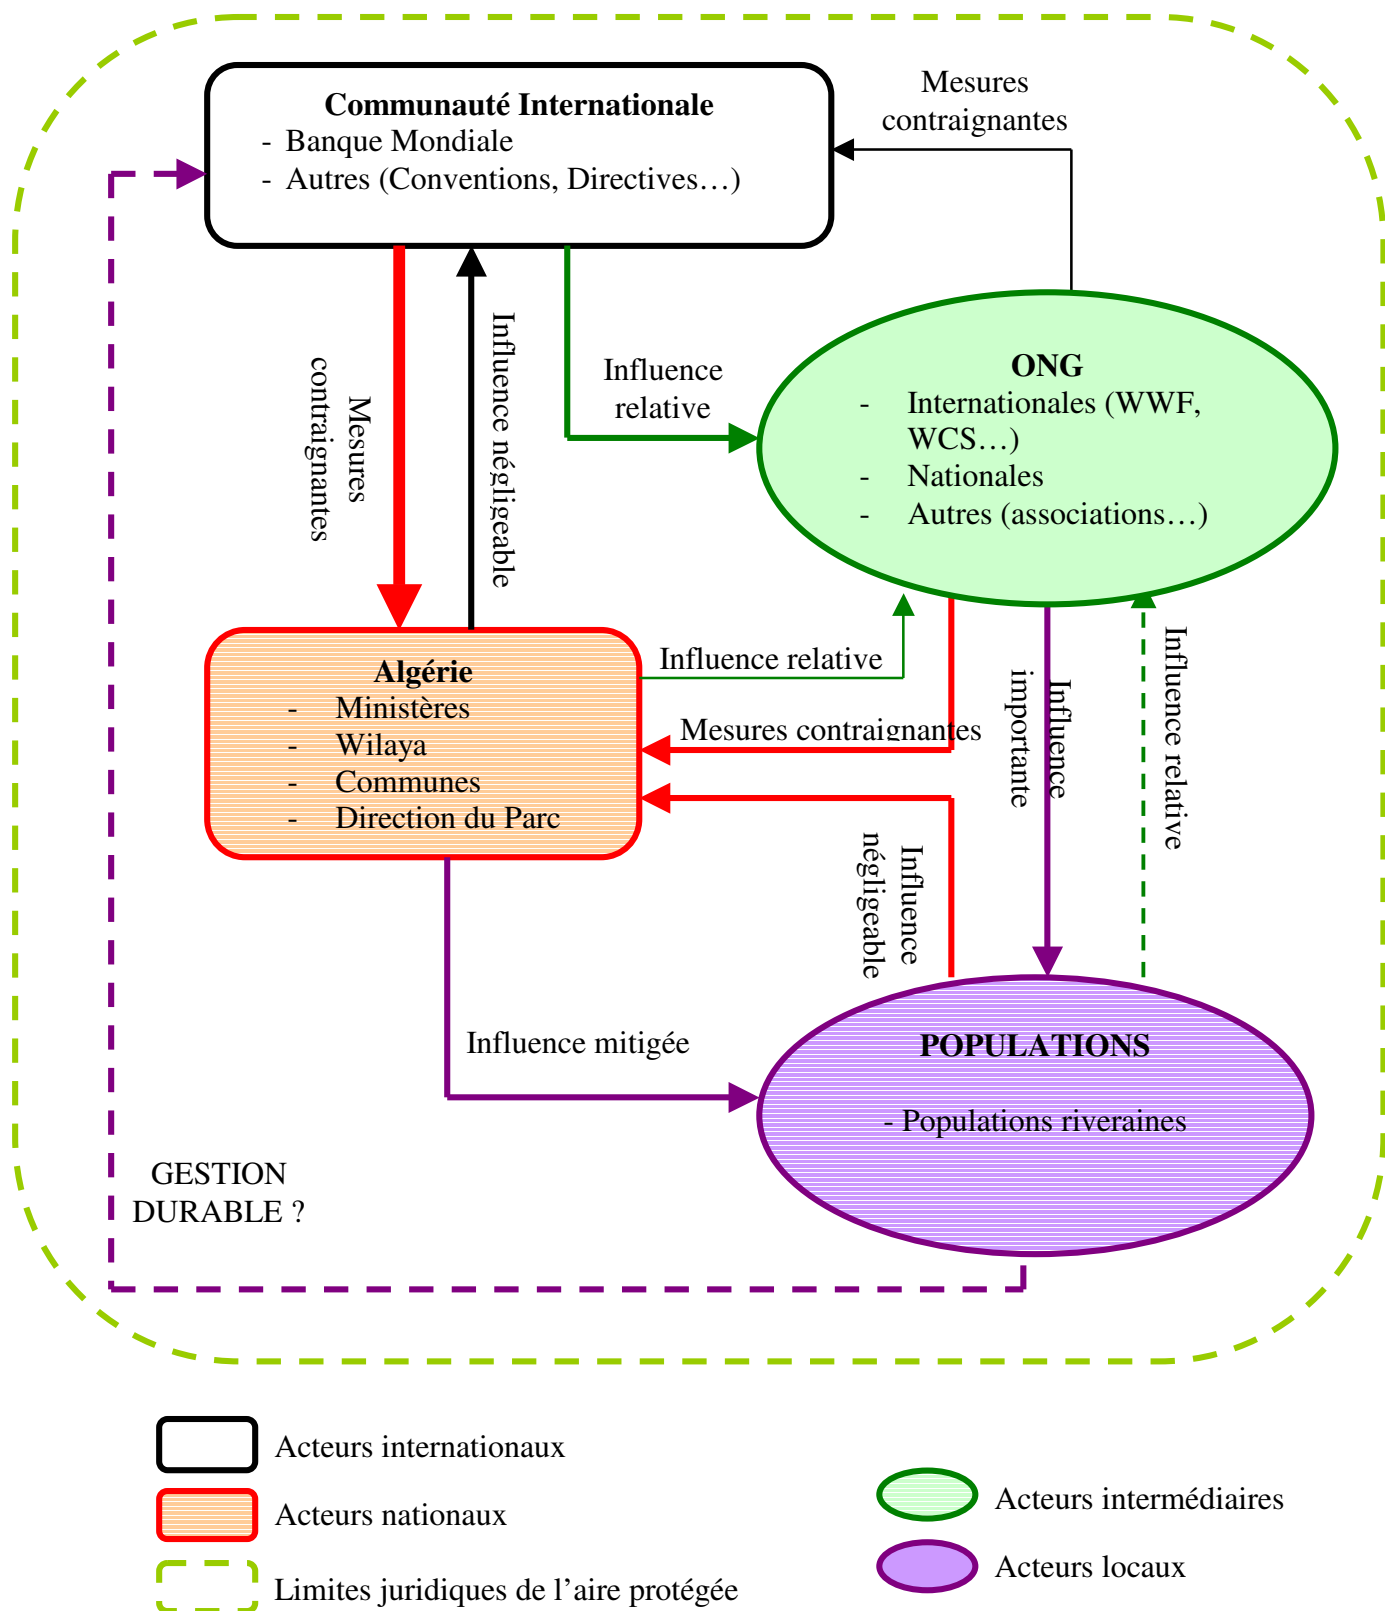 Communauté Internationale
- Banque Mondiale
- Autres (Conventions, Directives…)
Mesures
contraignantes
Mesures
contraignantes
Influence négligeable
Influence
relative
ONG
- Internationales (WWF,
WCS…)
- Nationales
- Autres (associations…)
Algérie
- Ministères
- Wilaya
- Communes
- Direction du Parc
Influence relative
Mesures contraignantes
Influence
importante
Influence relative
Influence
négligeable
Influence mitigée
POPULATIONS
- Populations riveraines
GESTION
DURABLE ?
Acteurs internationaux
Acteurs nationaux
Limites juridiques de l’aire protégée
Acteurs intermédiaires
Acteurs locaux